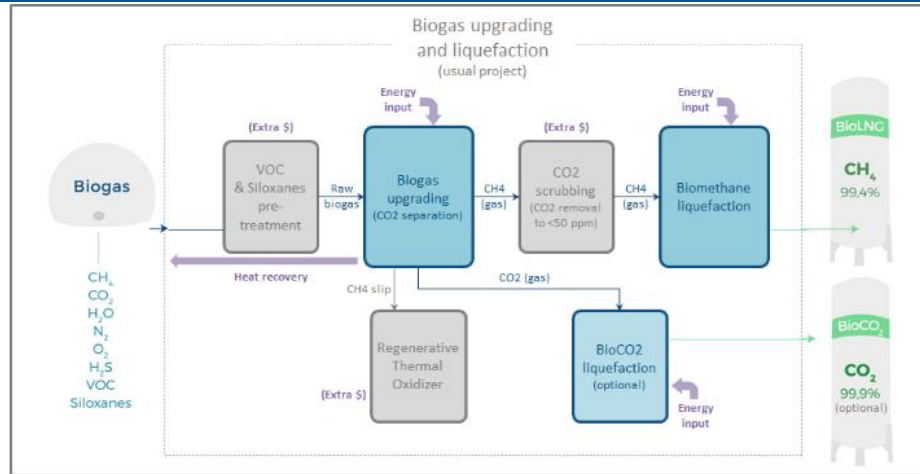 Biogas upgrading
and liquefaction
(usual project)
Energy
input
Energy
input
(Extra $)
(Extra $)
Biogas
VOC
& Siloxanes
pre-
treatment
Raw
biogas
Biogas
upgrading
(CO2 separation)
CH4
(gas)
CO2
scrubbing
(CO2 removal
to <50 ppm)
CH4
(gas)
Biomethane
liquefaction
BioLNG
CH₄
99,4%
Heat recovery
CH4 slip
CO2 (gas)
CH₄
CO₂
H₂O
N₂
O₂
H₂S
VOC
Siloxanes
Regenerative
Thermal
Oxidizer
(Extra $)
BioCO2
liquefaction
(optional)
Energy
input
BioCO₂
CO₂
99.9%
(optional)